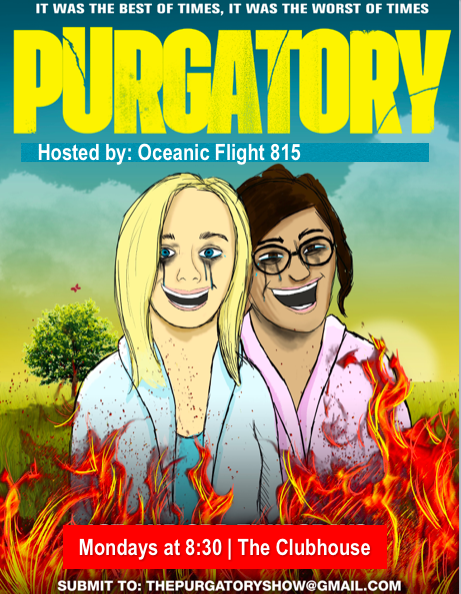 IT WAS THE BEST OF TIMES, IT WAS THE WORST OF TIMES
PURGATORY
Hosted by: Oceanic Flight 815
Mondays at 8:30 | The Clubhouse
SUBMIT TO: THEPURGATORYSHOW@GMAIL.COM